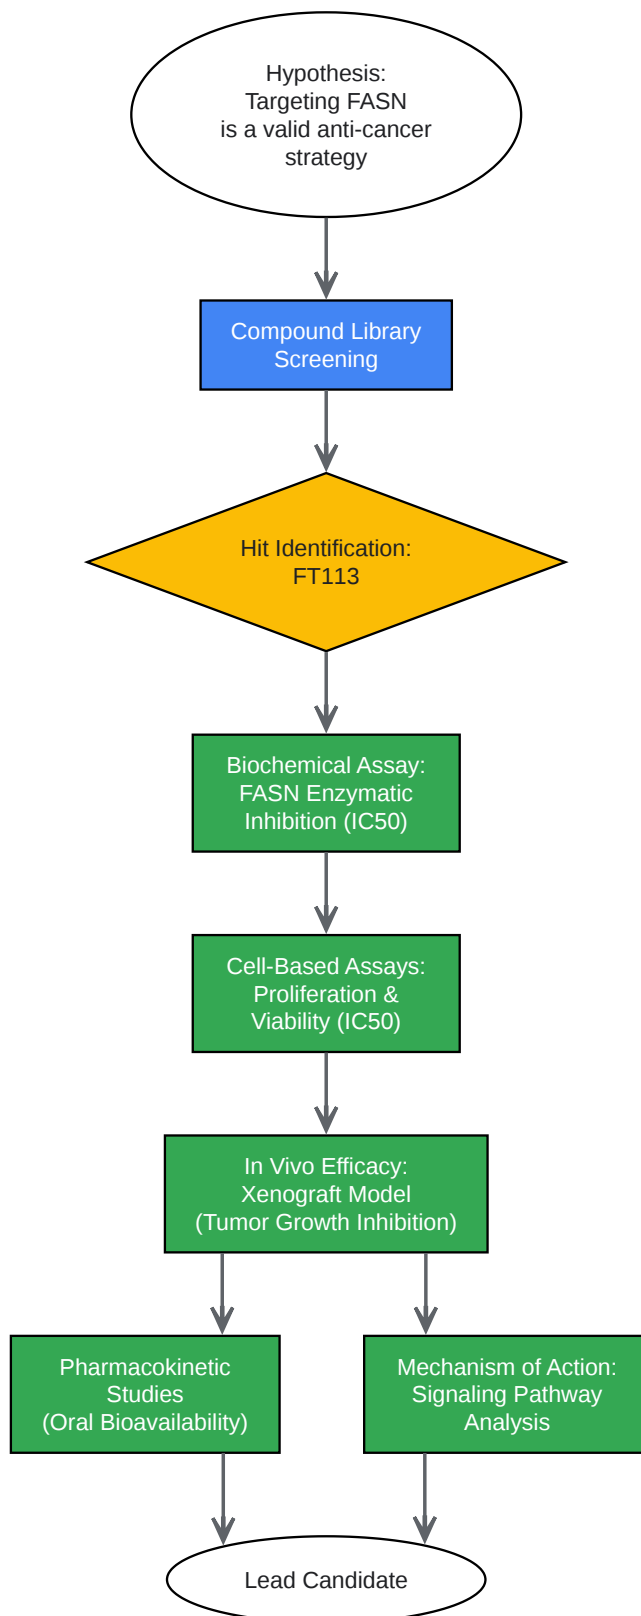 Hypothesis:
Targeting FASN
is a valid anti-cancer
strategy
Compound Library
Screening
Hit Identification:
FT113
Biochemical Assay:
FASN Enzymatic
Inhibition (IC50)
Cell-Based Assays:
Proliferation &
Viability (IC50)
In Vivo Efficacy:
Xenograft Model
(Tumor Growth Inhibition)
Pharmacokinetic
Studies
(Oral Bioavailability)
Mechanism of Action:
Signaling Pathway
Analysis
Lead Candidate